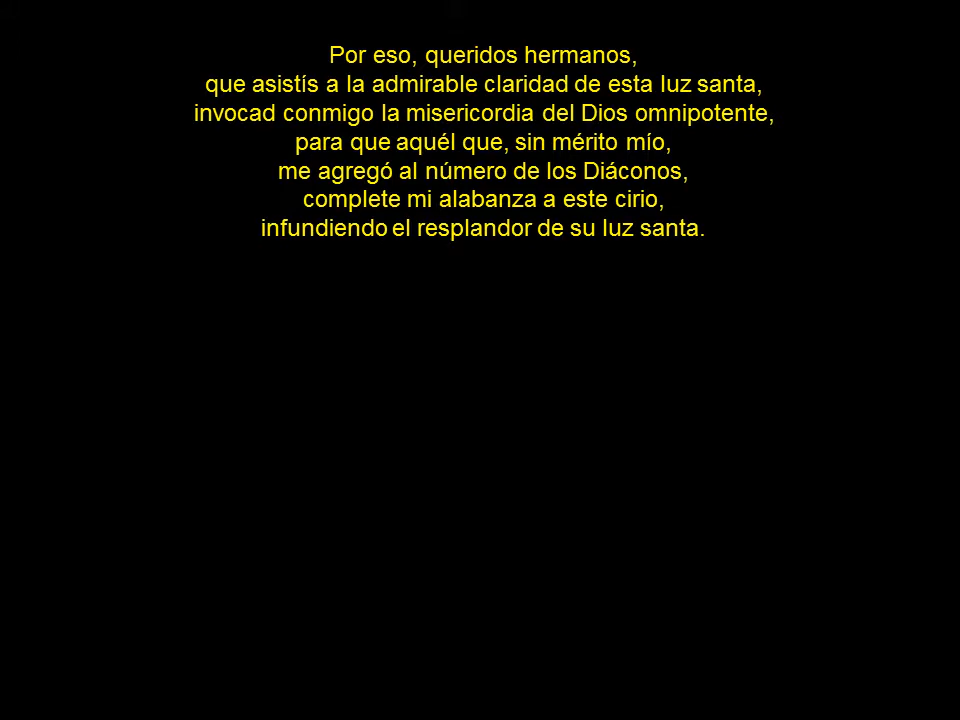 Por eso, queridos hermanos,
que asistís a la admirable claridad de esta luz santa,
invocad conmigo la misericordia del Dios omnipotente,
para que aquél que, sin mérito mío,
me agregó al número de los Diáconos,
complete mi alabanza a este cirio,
infundiendo el resplandor de su luz santa.